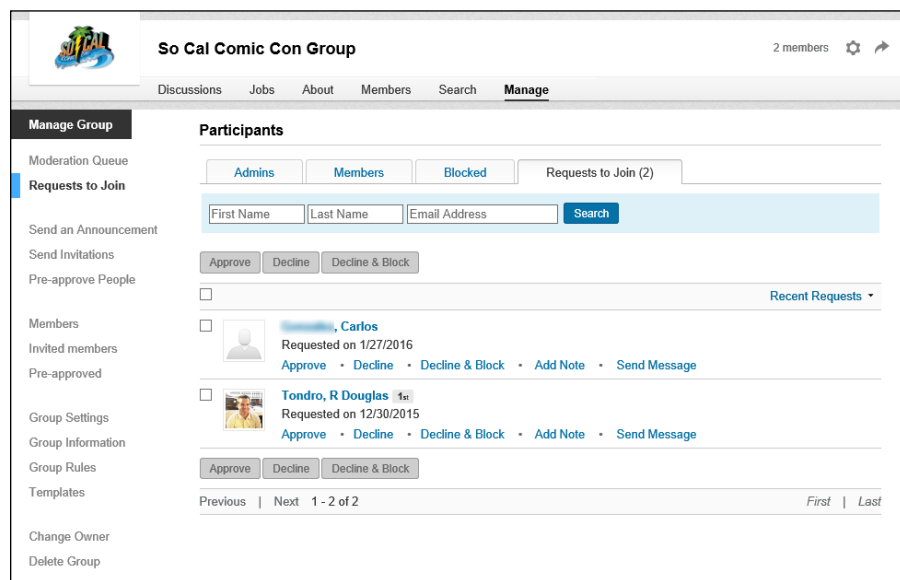 SO CAL
COMIC CON
So Cal Comic Con Group
2 members
Discussions Jobs About Members Search Manage
Manage Group
Moderation Queue
Requests to Join
Send an Announcement
Send Invitations
Pre-approve People
Members
Invited members
Pre-approved
Group Settings
Group Information
Group Rules
Templates
Change Owner
Delete Group
Participants
Admins Members Blocked Requests to Join (2)
First Name Last Name Email Address Search
Approve Decline Decline & Block
Recent Requests
, Carlos
Requested on 1/27/2016
Approve • Decline • Decline & Block • Add Note • Send Message
Tondro, R Douglas 1st
Requested on 12/30/2015
Approve • Decline • Decline & Block • Add Note • Send Message
Approve Decline Decline & Block
Previous | Next 1 - 2 of 2 First | Last